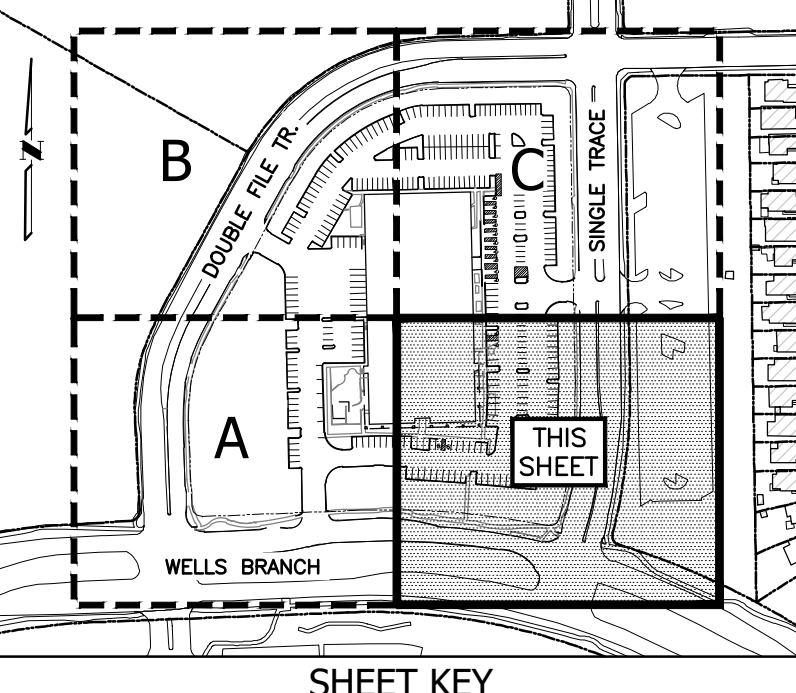 B
C
N
DOUBLE FILE TR.
SINGLE TRACE
A
THIS
SHEET
WELLS BRANCH
SHEET KEY